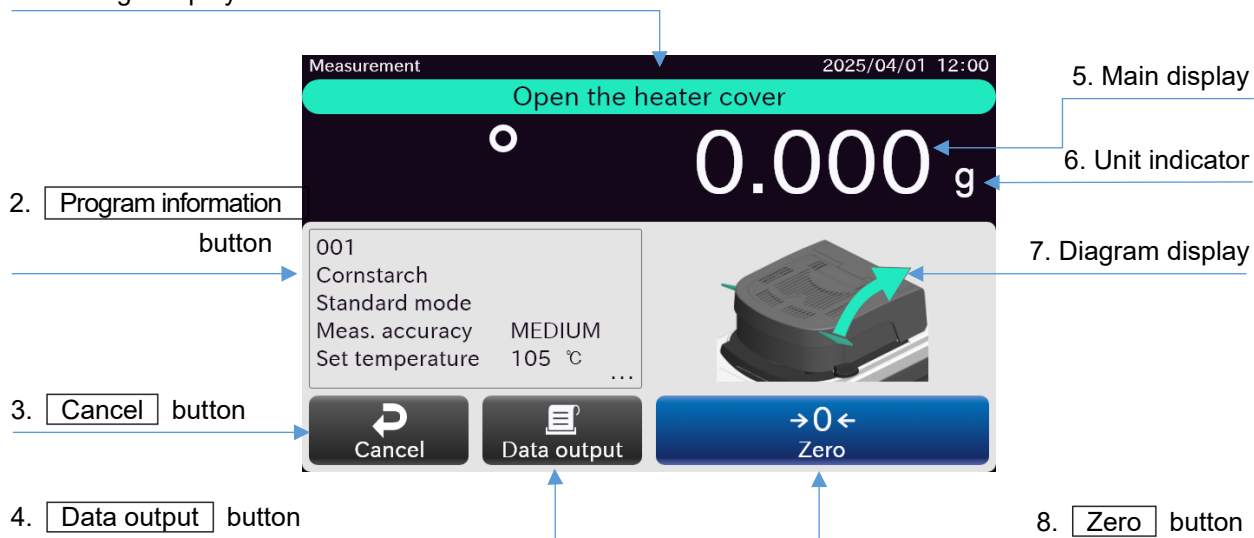 Measurement 2025/04/01 12:00
5. Main display
Open the heater cover
0.000 g
6. Unit indicator
2. Program information
button
7. Diagram display
001
Cornstarch
Standard mode
Meas. accuracy MEDIUM
Set temperature 105 ℃
...
3. Cancel button
Cancel
Data output
→0←
Zero
4. Data output button
8. Zero button